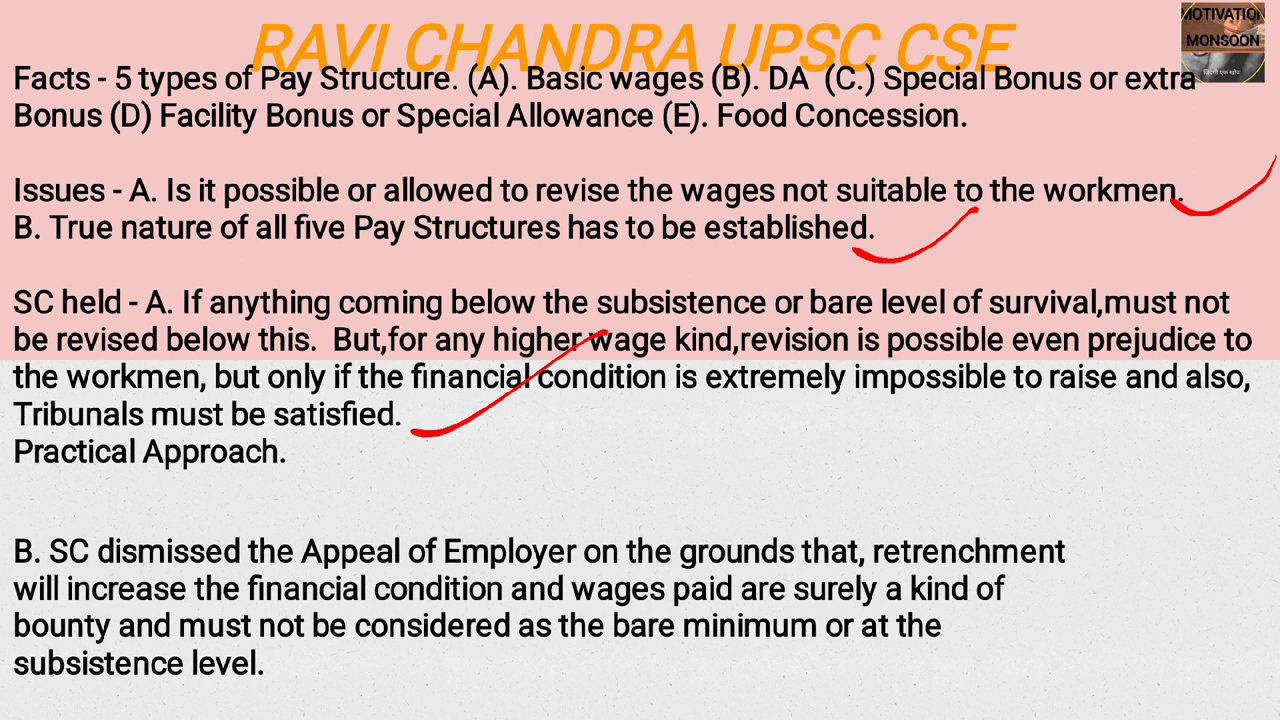 RAVI CHANDRA UPSC CSE
MOTIVATION
MONSOON
Facts - 5 types of Pay Structure. (A). Basic wages (B). DA (C.) Special Bonus or extra
Bonus (D) Facility Bonus or Special Allowance (E). Food Concession.
Issues - A. Is it possible or allowed to revise the wages not suitable to the workmen.
B. True nature of all five Pay Structures has to be established.
SC held - A. If anything coming below the subsistence or bare level of survival,must not
be revised below this. But,for any higher wage kind,revision is possible even prejudice to
the workmen, but only if the financial condition is extremely impossible to raise and also,
Tribunals must be satisfied.
Practical Approach.
B. SC dismissed the Appeal of Employer on the grounds that, retrenchment
will increase the financial condition and wages paid are surely a kind of
bounty and must not be considered as the bare minimum or at the
subsistence level.